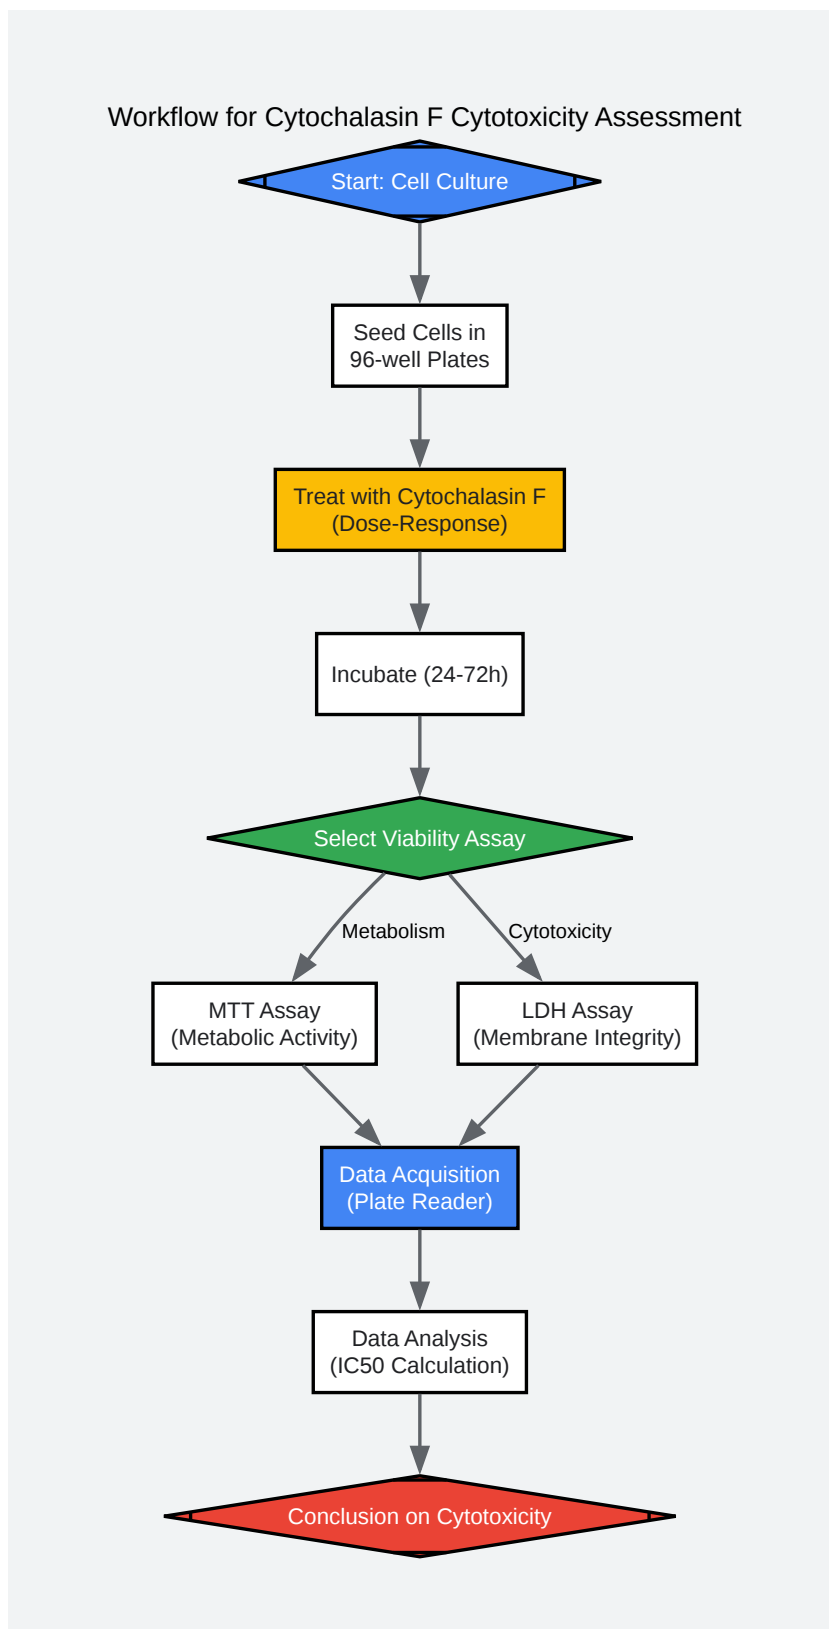 Workflow for Cytochalasin F Cytotoxicity Assessment
Start: Cell Culture
Seed Cells in
96-well Plates
Treat with Cytochalasin F
(Dose-Response)
Incubate (24-72h)
Select Viability Assay
Metabolism
Cytotoxicity
MTT Assay
(Metabolic Activity)
LDH Assay
(Membrane Integrity)
Data Acquisition
(Plate Reader)
Data Analysis
(IC50 Calculation)
Conclusion on Cytotoxicity